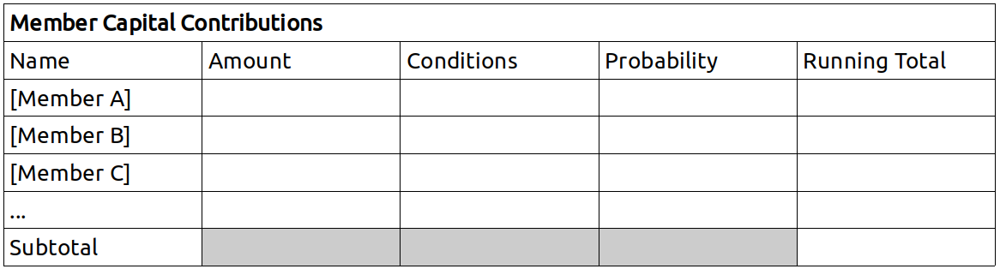 Member Capital Contributions
Name Amount Conditions Probability Running Total
[Member A]
[Member B]
[Member C]
...
Subtotal